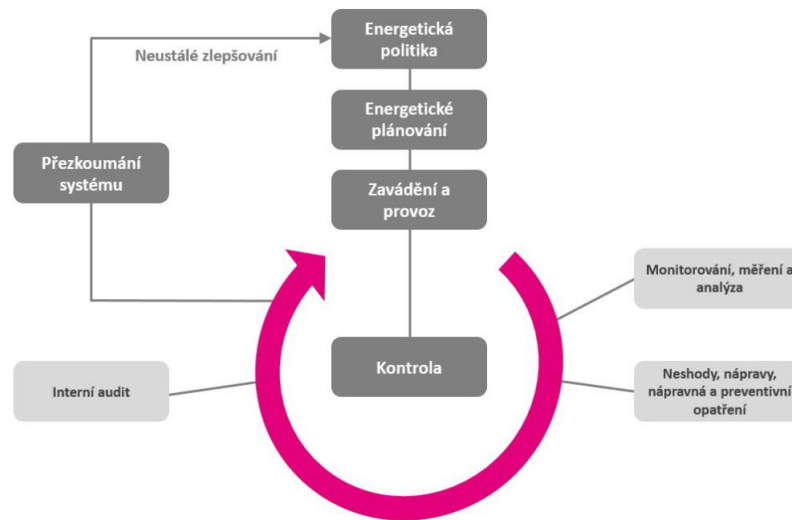 Energetická
politika
Neustálé zlepšování
Energetické
plánování
Přezkoumání
systému
Zavádění a
provoz
Monitorování, měření a
analýza
Kontrola
Interní audit
Neshody, nápravy,
nápravná a preventivní
opatření